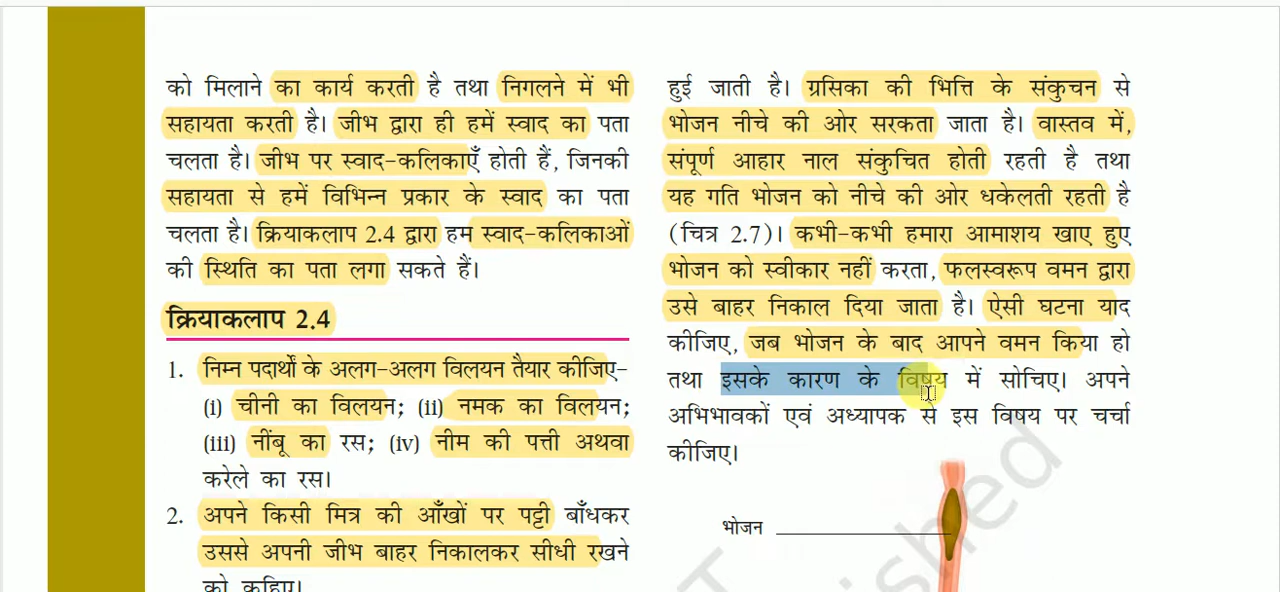 को मिलाने का कार्य करती है तथा निगलने में भी
सहायता करती है। जीभ द्वारा ही हमें स्वाद का पता
चलता है। जीभ पर स्वाद-कलिकाएँ होती हैं, जिनकी
सहायता से हमें विभिन्न प्रकार के स्वाद का पता
चलता है। क्रियाकलाप 2.4 द्वारा हम स्वाद-कलिकाओं
की स्थिति का पता लगा सकते हैं।
क्रियाकलाप 2.4
1. निम्न पदार्थों के अलग-अलग विलयन तैयार कीजिए-
(i) चीनी का विलयन; (ii) नमक का विलयन;
(iii) नींबू का रस; (iv) नीम की पत्ती अथवा
करेले का रस।
2. अपने किसी मित्र की आँखों पर पट्टी बाँधकर
उससे अपनी जीभ बाहर निकालकर सीधी रखने
को कहिए।
हुई जाती है। ग्रसिका की भित्ति के संकुचन से
भोजन नीचे की ओर सरकता जाता है। वास्तव में,
संपूर्ण आहार नाल संकुचित होती रहती है तथा
यह गति भोजन को नीचे की ओर धकेलती रहती है
(चित्र 2.7)। कभी-कभी हमारा आमाशय खाए हुए
भोजन को स्वीकार नहीं करता, फलस्वरूप वमन द्वारा
उसे बाहर निकाल दिया जाता है। ऐसी घटना याद
कीजिए, जब भोजन के बाद आपने वमन किया हो
तथा इसके कारण के विषय में सोचिए। अपने
अभिभावकों एवं अध्यापक से इस विषय पर चर्चा
कीजिए।
भोजन